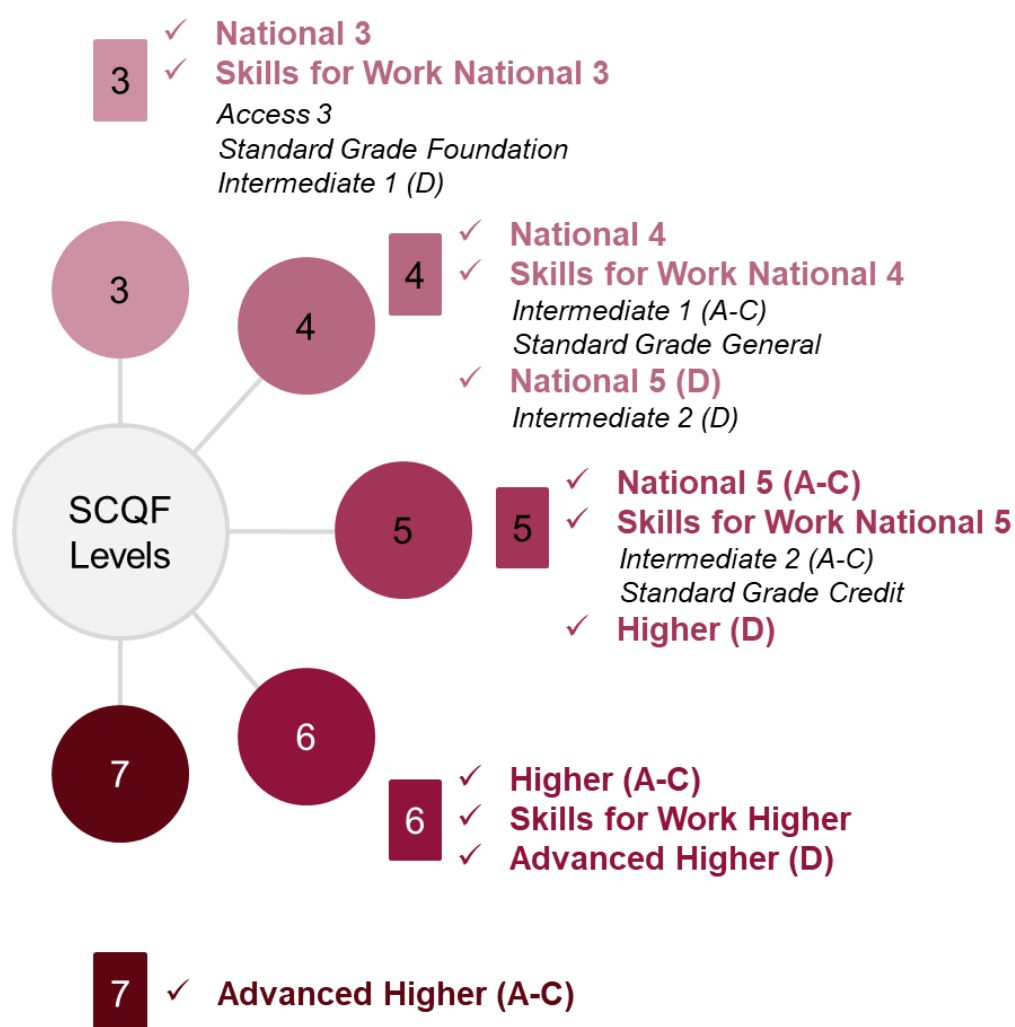 3
✓ National 3
✓ Skills for Work National 3
Access 3
Standard Grade Foundation
Intermediate 1 (D)
3
4
4
✓ National 4
✓ Skills for Work National 4
Intermediate 1 (A-C)
Standard Grade General
✓ National 5 (D)
Intermediate 2 (D)
SCQF
Levels
5
5
✓ National 5 (A-C)
✓ Skills for Work National 5
Intermediate 2 (A-C)
Standard Grade Credit
✓ Higher (D)
7
6
6
✓ Higher (A-C)
✓ Skills for Work Higher
✓ Advanced Higher (D)
7
✓ Advanced Higher (A-C)